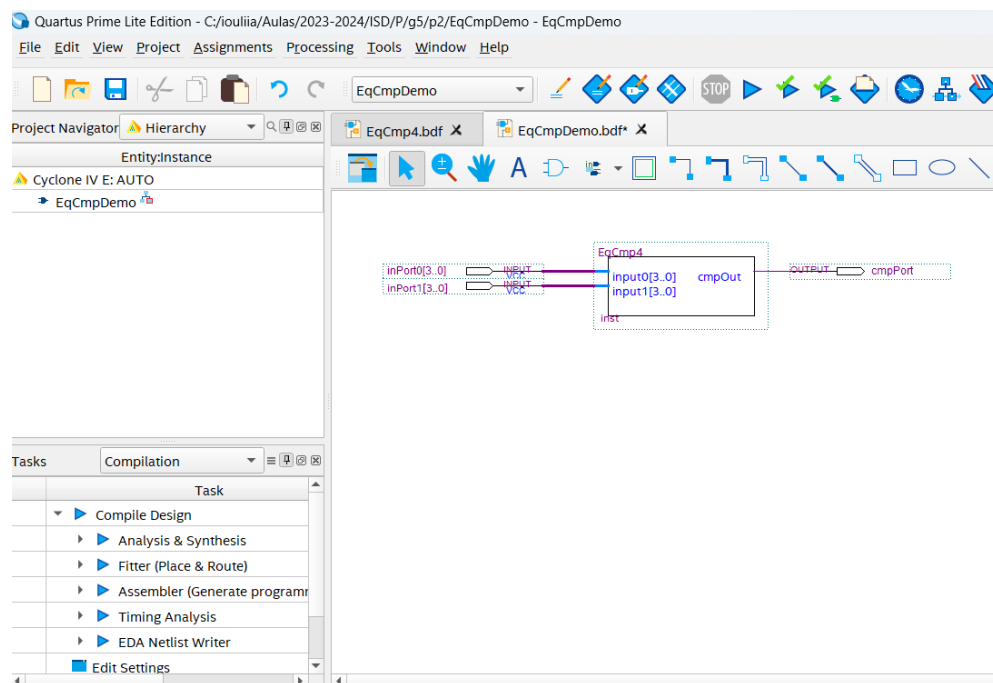 Quartus Prime Lite Edition - C:/iouliia/Aulas/2023-2024/ISD/P/g5/p2/EqCmpDemo - EqCmpDemo
File Edit View Project Assignments Processing Tools Window Help
EqCmpDemo
STOP
Project Navigator Hierarchy
EqCmp4.bdf
EqCmpDemo.bdf*
Entity:Instance
Cyclone IV E: AUTO
EqCmpDemo
A
EqCmp4
inPort0[3..0] INPUT
VCC
inPort1[3..0] INPUT
VCC
input0[3..0] cmpOut
input1[3..0]
inst
OUTPUT cmpPort
Tasks Compilation
Task
Compile Design
Analysis & Synthesis
Fitter (Place & Route)
Assembler (Generate programm
Timing Analysis
EDA Netlist Writer
Edit Settings